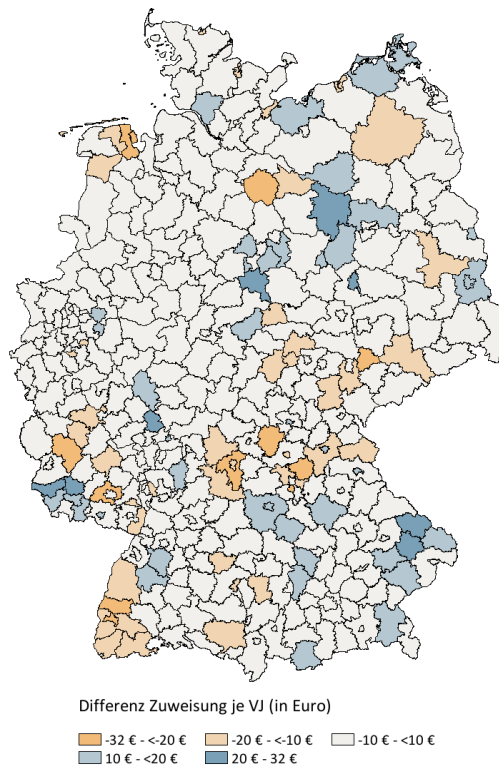 Differenz Zuweisung je VJ (in Euro)
-32 € - <-20 € -20 € - <-10 € -10 € - <10 €
10 € - <20 € 20 € - 32 €